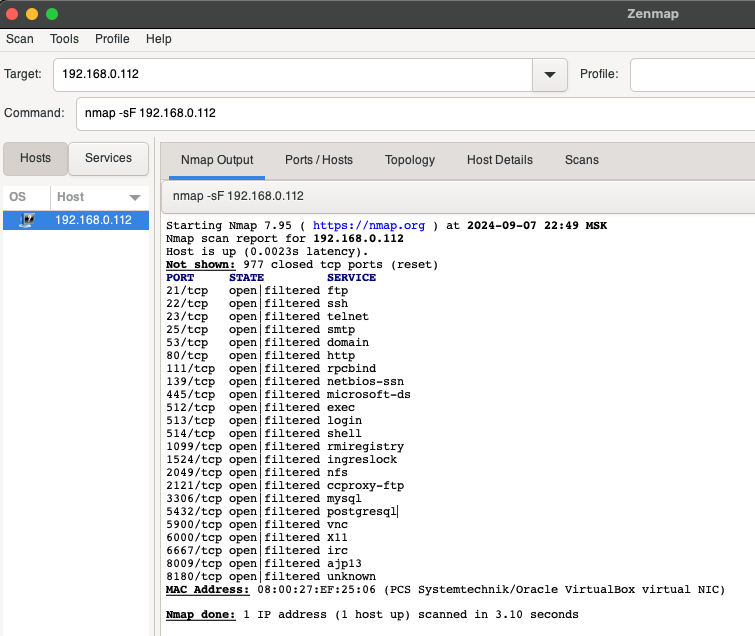 Zenmap
Scan Tools Profile Help
Target: 192.168.0.112 Profile:
Command: nmap -sF 192.168.0.112
Hosts Services Nmap Output Ports / Hosts Topology Host Details Scans
OS Host
192.168.0.112
nmap -sF 192.168.0.112
Starting Nmap 7.95 ( https://nmap.org ) at 2024-09-07 22:49 MSK
Nmap scan report for 192.168.0.112
Host is up (0.0023s latency).
Not shown: 977 closed tcp ports (reset)
PORT STATE SERVICE
21/tcp open|filtered ftp
22/tcp open|filtered ssh
23/tcp open|filtered telnet
25/tcp open|filtered smtp
53/tcp open|filtered domain
80/tcp open|filtered http
111/tcp open|filtered rpcbind
139/tcp open|filtered netbios-ssn
445/tcp open|filtered microsoft-ds
512/tcp open|filtered exec
513/tcp open|filtered login
514/tcp open|filtered shell
1099/tcp open|filtered rmiregistry
1524/tcp open|filtered ingreslock
2049/tcp open|filtered nfs
2121/tcp open|filtered ccproxy-ftp
3306/tcp open|filtered mysql
5432/tcp open|filtered postgresql
5900/tcp open|filtered vnc
6000/tcp open|filtered X11
6667/tcp open|filtered irc
8009/tcp open|filtered ajp13
8180/tcp open|filtered unknown
MAC Address: 08:00:27:EF:25:06 (PCS Systemtechnik/Oracle VirtualBox virtual NIC)
Nmap done: 1 IP address (1 host up) scanned in 3.10 seconds